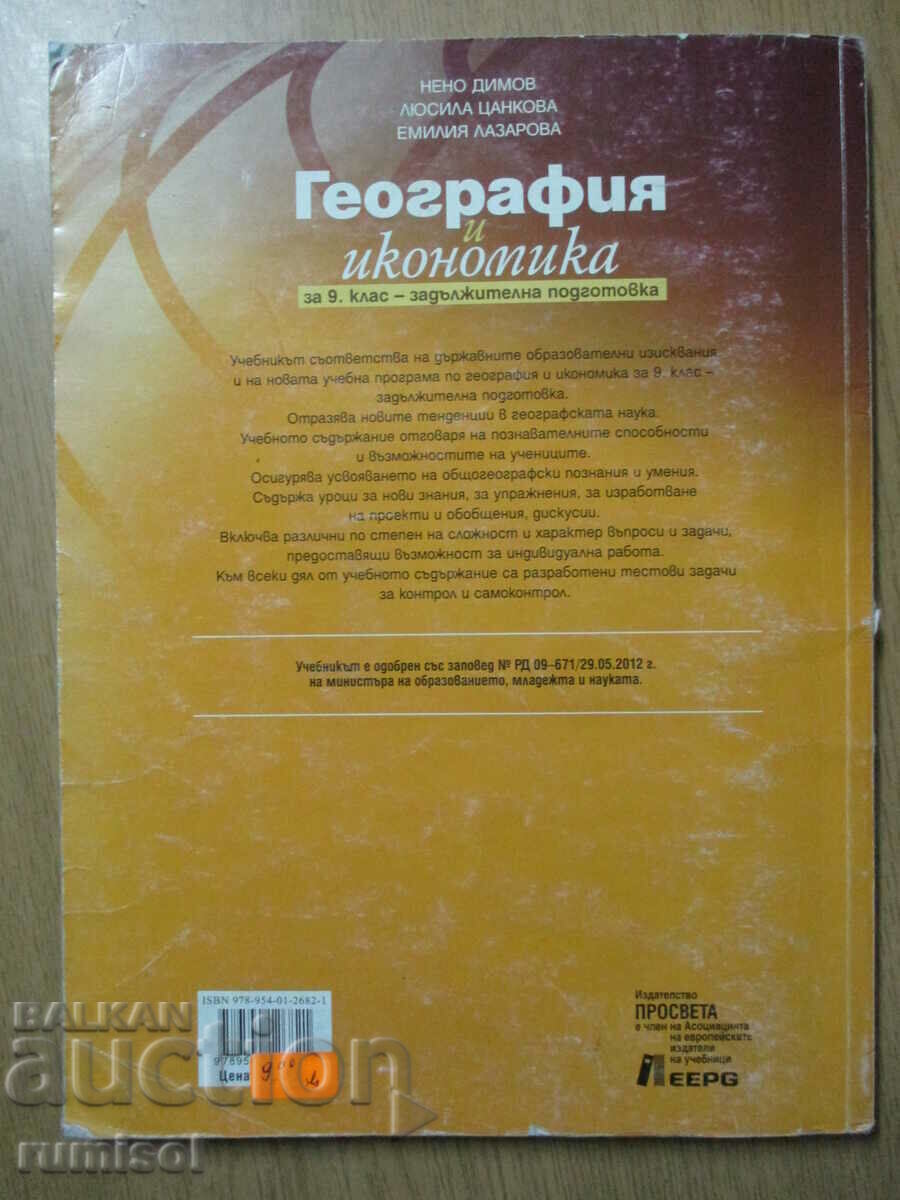 НЕНО ДИМОВ
ЛЮСИЛА ЦАНКОВА
ЕМИЛИЯ ЛАЗАРОВА
География
и
икономика
за 9. клас – задължителна подготовка
Учебникът съответства на държавните образователни изисквания
и на новата учебна програма по география и икономика за 9. клас –
задължителна подготовка.
Отразява новите тенденции в географската наука.
Учебното съдържание отговаря на познавателните способности
и възможностите на учениците.
Осигурява усвояването на общогеографски познания и умения.
Съдържа уроци за нови знания, за упражнения, за изработване
на проекти и обобщения, дискусии.
Включва различни по степен на сложност и характер въпроси и задачи,
предоставящи възможност за индивидуална работа.
Към всеки дял от учебното съдържание са разработени тестови задачи
за контрол и самоконтрол.
Учебникът е одобрен със заповед № РД 09–671/29.05.2012 г.
на министъра на образованието, младежта и науката.
ISBN 978-954-01-2682-1
97895
Цена
Издателство
ПРОСВЕТА
е член на Асоциацията
на европейските
издатели
на учебници
EEPG
BALKAN
auction
rumisol